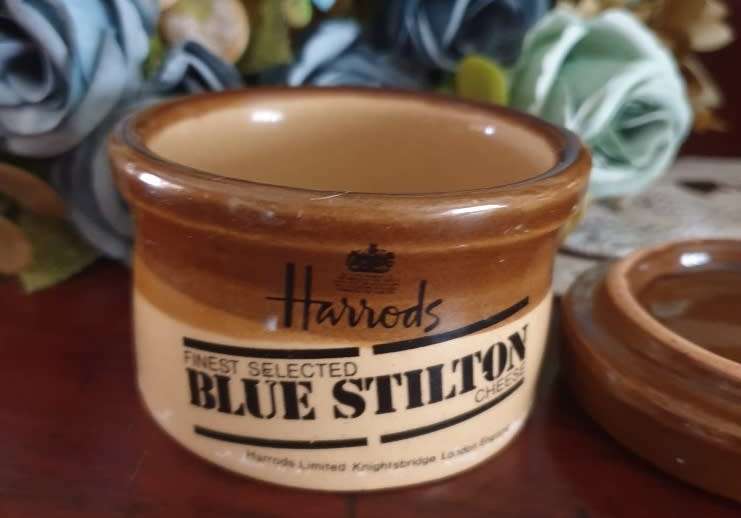 Harrods
FINEST SELECTED
BLUE STILTON
CHEESE
Harrods Limited Knightsbridge London England